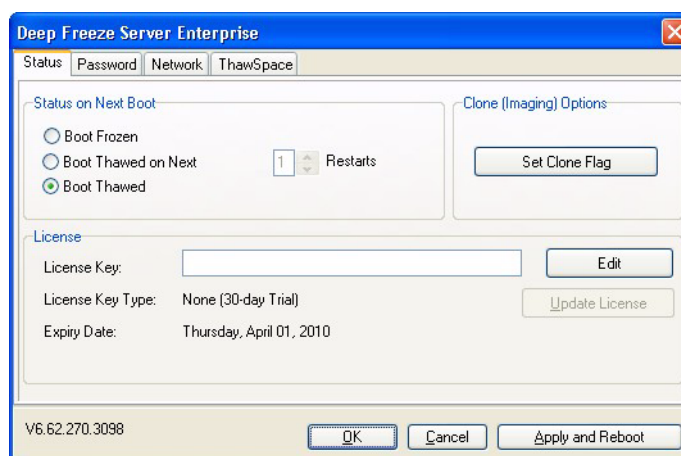 Deep Freeze Server Enterprise
Status Password Network ThawSpace
Status on Next Boot
Clone (Imaging) Options
Boot Frozen
Boot Thawed on Next 1 Restarts
Set Clone Flag
Boot Thawed
License
License Key: Edit
License Key Type: None (30-day Trial) Update License
Expiry Date: Thursday, April 01, 2010
V6.62.270.3098 OK Cancel Apply and Reboot